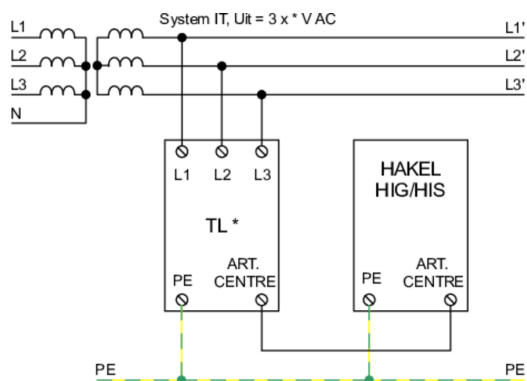 System IT, Uit = 3 x * V AC
L1
L1'
L2
L2'
L3
L3'
N
L1 L2 L3
HAKEL
HIG/HIS
TL *
PE
ART.
CENTRE
PE
ART.
CENTRE
PE
PE